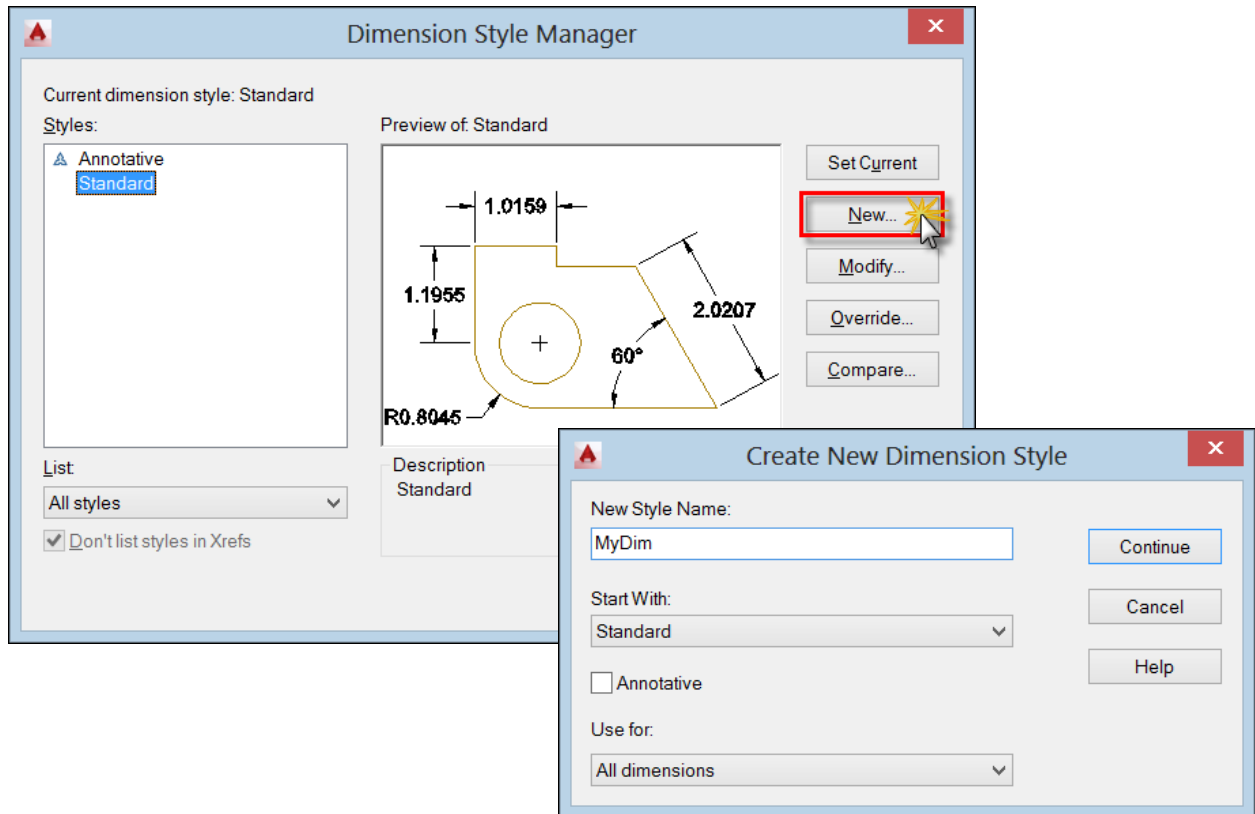 Dimension Style Manager
Current dimension style: Standard
Styles:
Annotative
Standard
Preview of: Standard
1.0159
1.1955
2.0207
60°
R0.8045
Set Current
New...
Modify...
Override...
Compare...
List:
All styles
Don't list styles in Xrefs
Description
Standard
Create New Dimension Style
New Style Name:
MyDim
Start With:
Standard
Annotative
Use for:
All dimensions
Continue
Cancel
Help